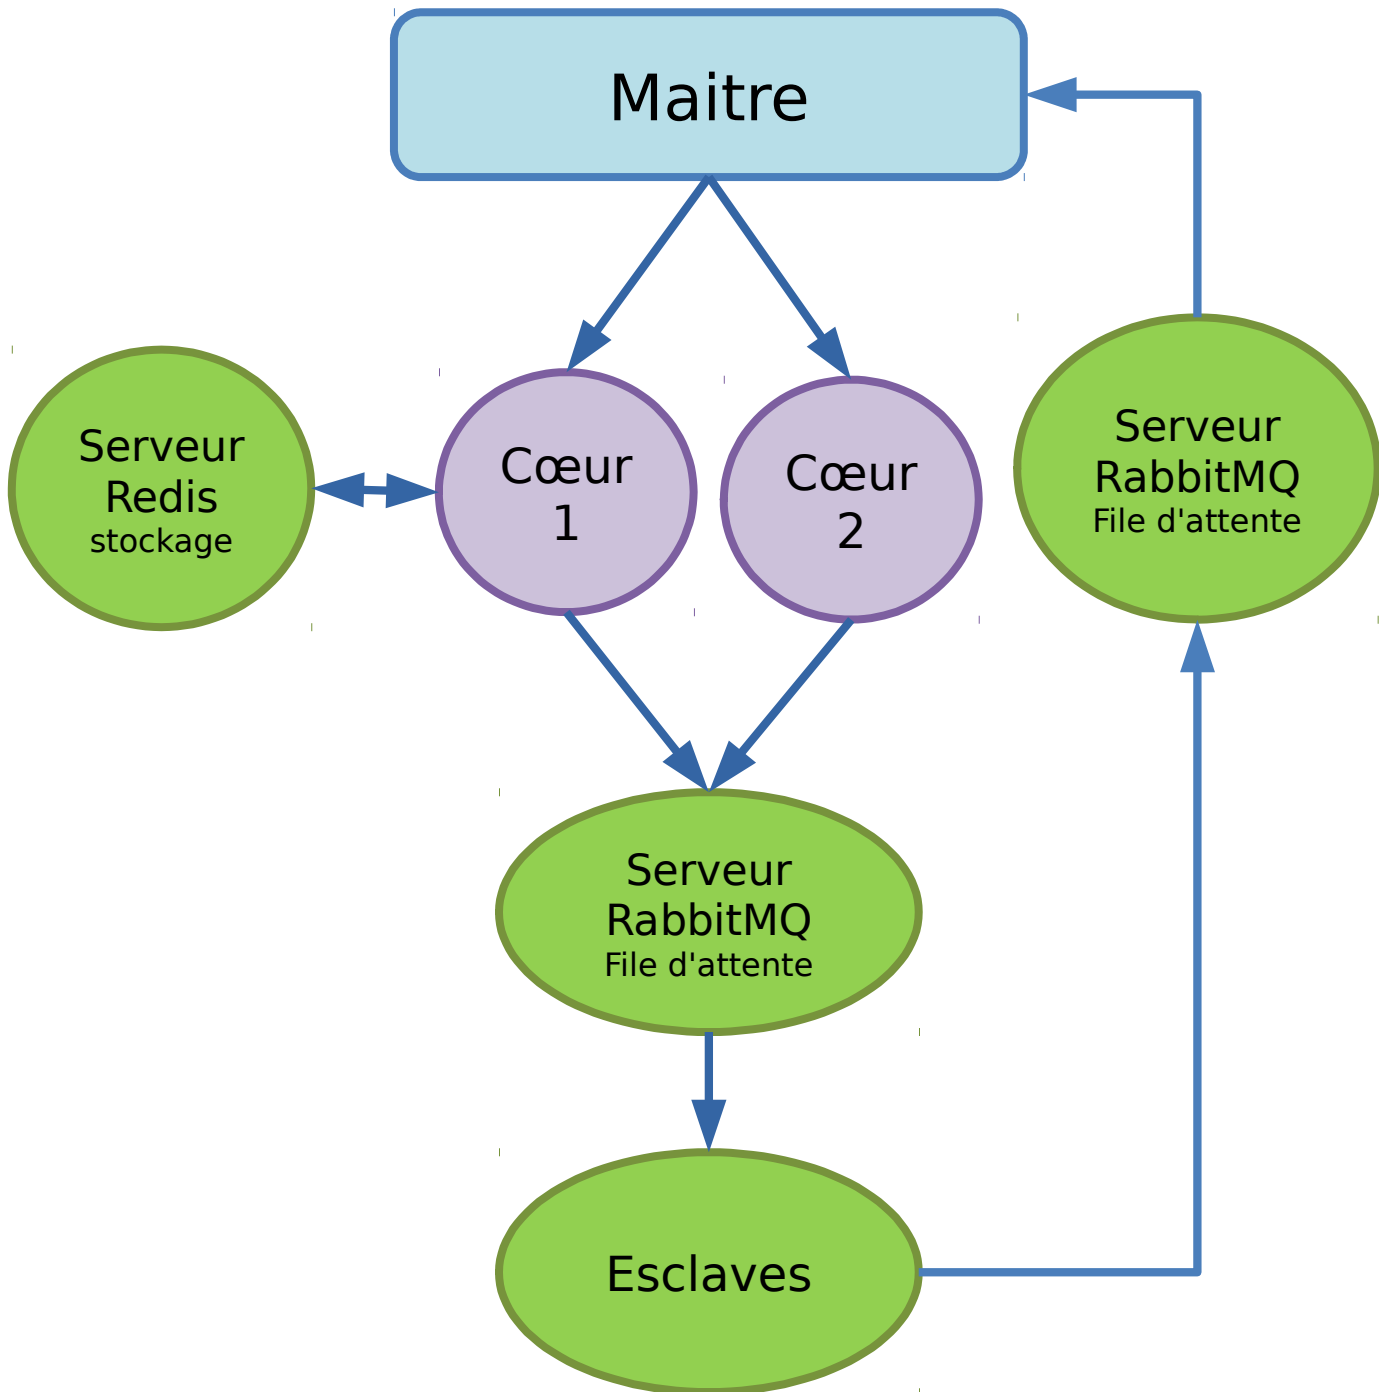 Maitre
Serveur
Redis
stockage
Cœur
1
Cœur
2
Serveur
RabbitMQ
File d'attente
Serveur
RabbitMQ
File d'attente
Esclaves